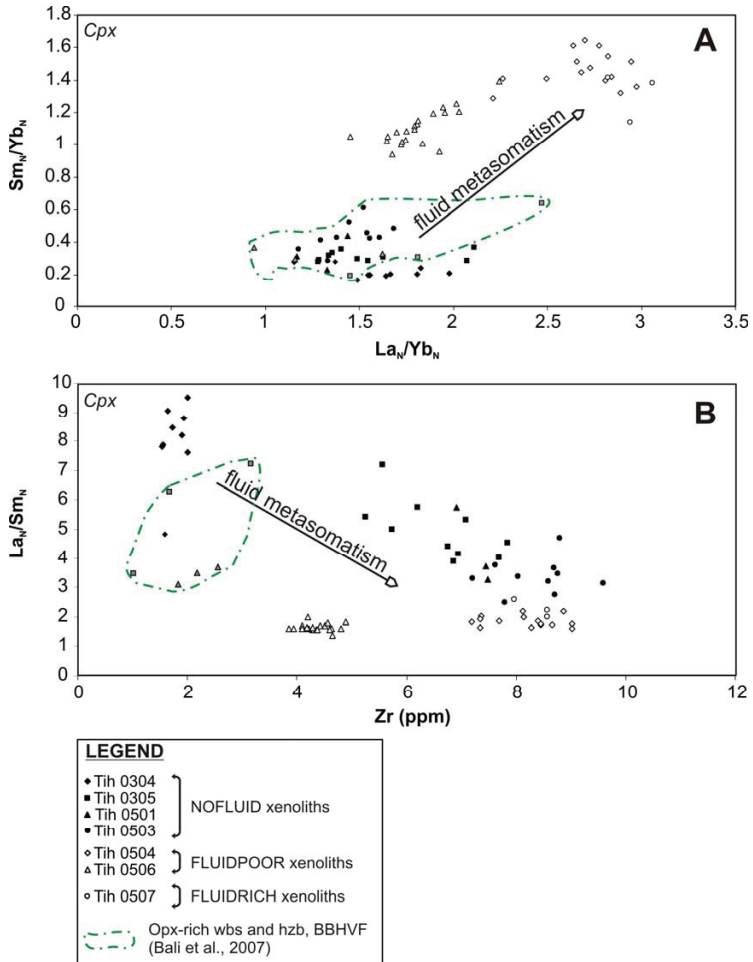 Cpx
A
1.8
1.6
1.4
1.2
1
0.8
0.6
0.4
0.2
0
SmN/YbN
fluid metasomatism
0
0.5
1
1.5
2
2.5
3
3.5
LaN/YbN
Cpx
B
10
9
8
7
6
5
4
3
2
1
0
LaN/SmN
fluid metasomatism
0
2
4
6
8
10
12
Zr (ppm)
LEGEND
Tih 0304
Tih 0305
Tih 0501
Tih 0503
NOFLUID xenoliths
Tih 0504
Tih 0506
FLUIDPOOR xenoliths
Tih 0507
FLUIDRICH xenoliths
Opx-rich wbs and hzb, BBHVF
(Bali et al., 2007)